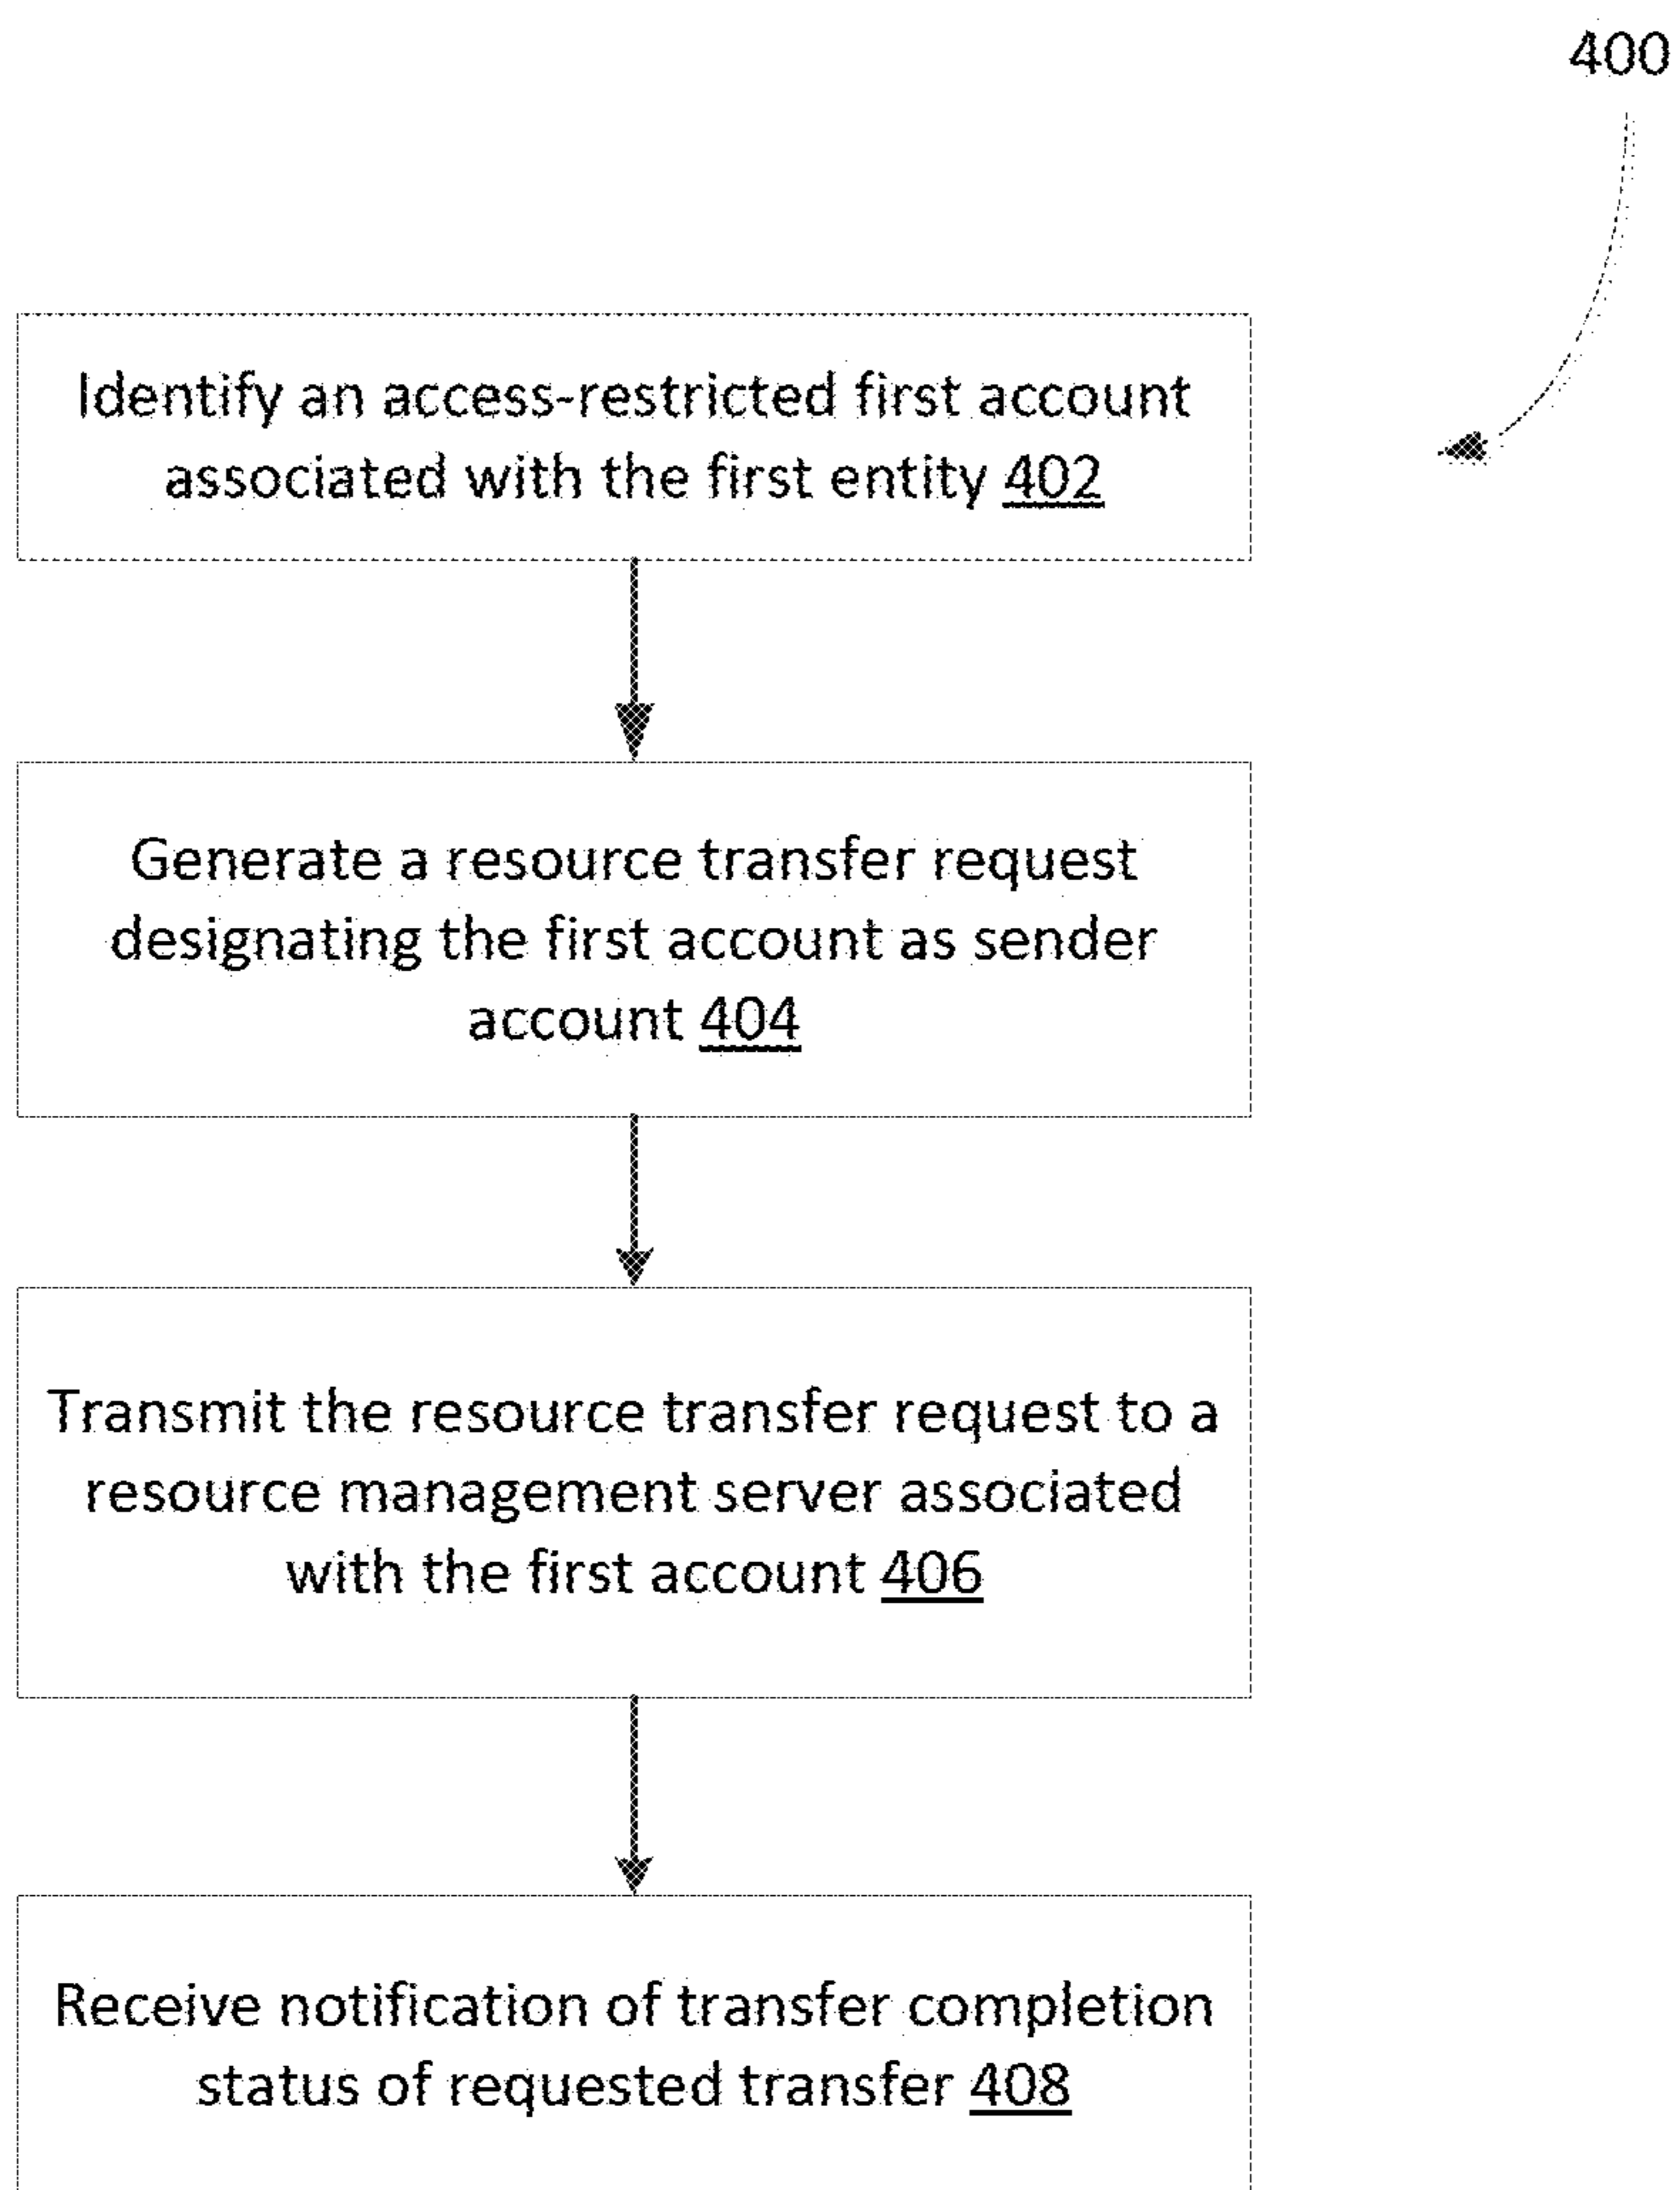 400
Identify an access-restricted first account
associated with the first entity 402
Generate a resource transfer request
designating the first account as sender
account 404
Transmit the resource transfer request to a
resource management server associated
with the first account 406
Receive notification of transfer completion
status of requested transfer 408